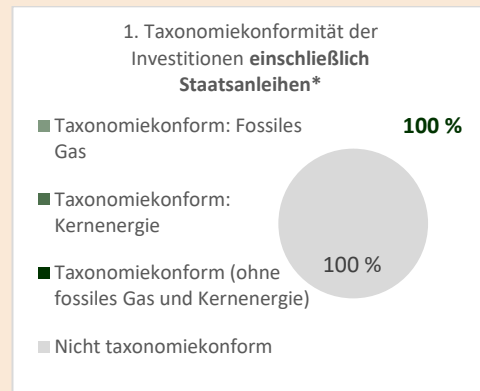 1. Taxonomiekonformität der
Investitionen einschließlich
Staatsanleihen*
Taxonomiekonform: Fossiles
Gas
Taxonomiekonform:
Kernenergie
Taxonomiekonform (ohne
fossiles Gas und Kernenergie)
Nicht taxonomiekonform
100 %
100 %